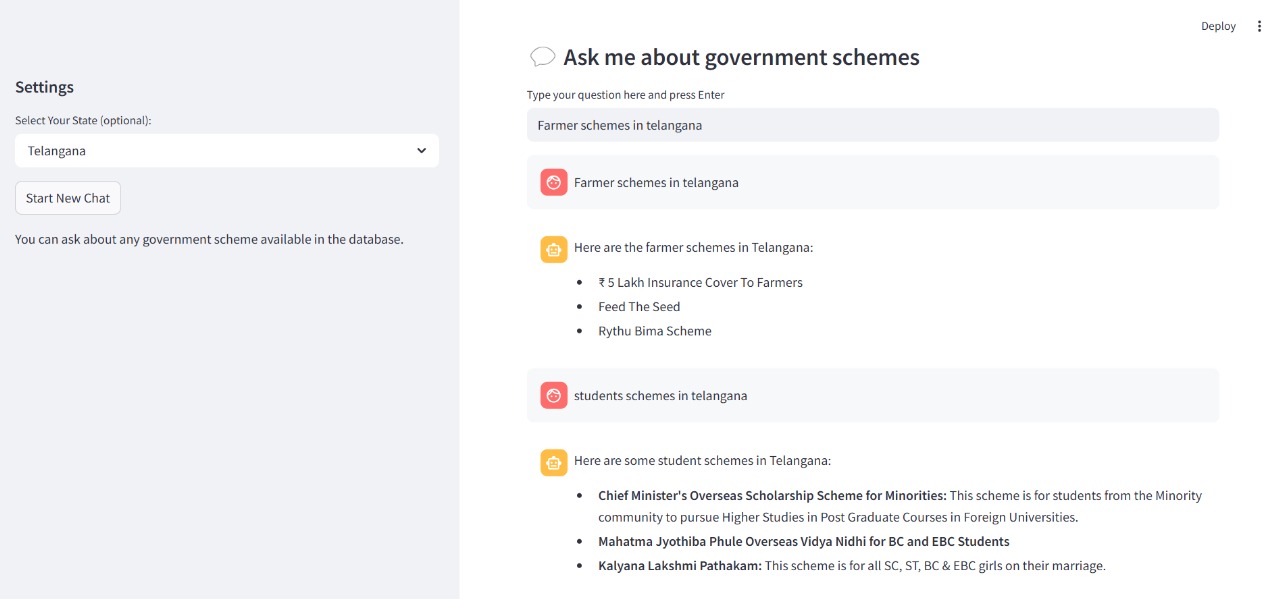 Deploy
Settings
Select Your State (optional):
Telangana
Start New Chat
You can ask about any government scheme available in the database.
Ask me about government schemes
Type your question here and press Enter
Farmer schemes in telangana
Farmer schemes in telangana
Here are the farmer schemes in Telangana:
• ₹ 5 Lakh Insurance Cover To Farmers
• Feed The Seed
• Rythu Bima Scheme
students schemes in telangana
Here are some student schemes in Telangana:
• Chief Minister's Overseas Scholarship Scheme for Minorities: This scheme is for students from the Minority
community to pursue Higher Studies in Post Graduate Courses in Foreign Universities.
• Mahatma Jyothiba Phule Overseas Vidya Nidhi for BC and EBC Students
• Kalyana Lakshmi Pathakam: This scheme is for all SC, ST, BC & EBC girls on their marriage.